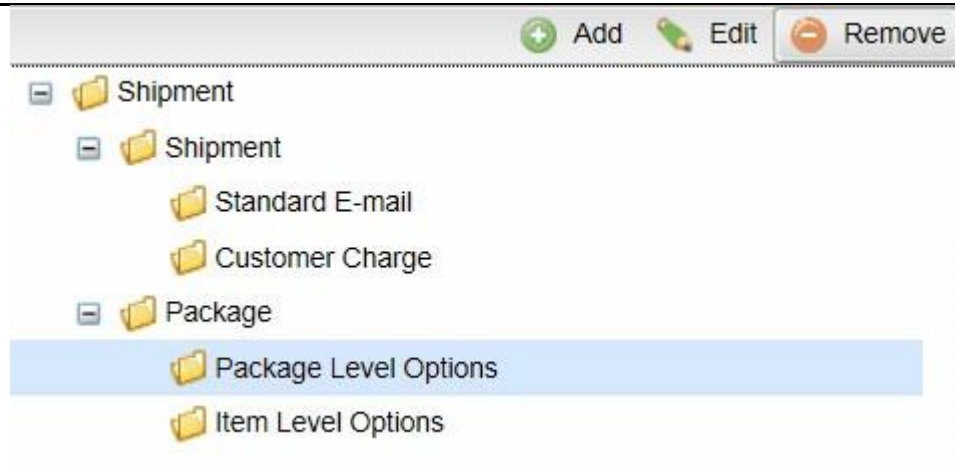 Add Edit Remove
Shipment
Shipment
Standard E-mail
Customer Charge
Package
Package Level Options
Item Level Options